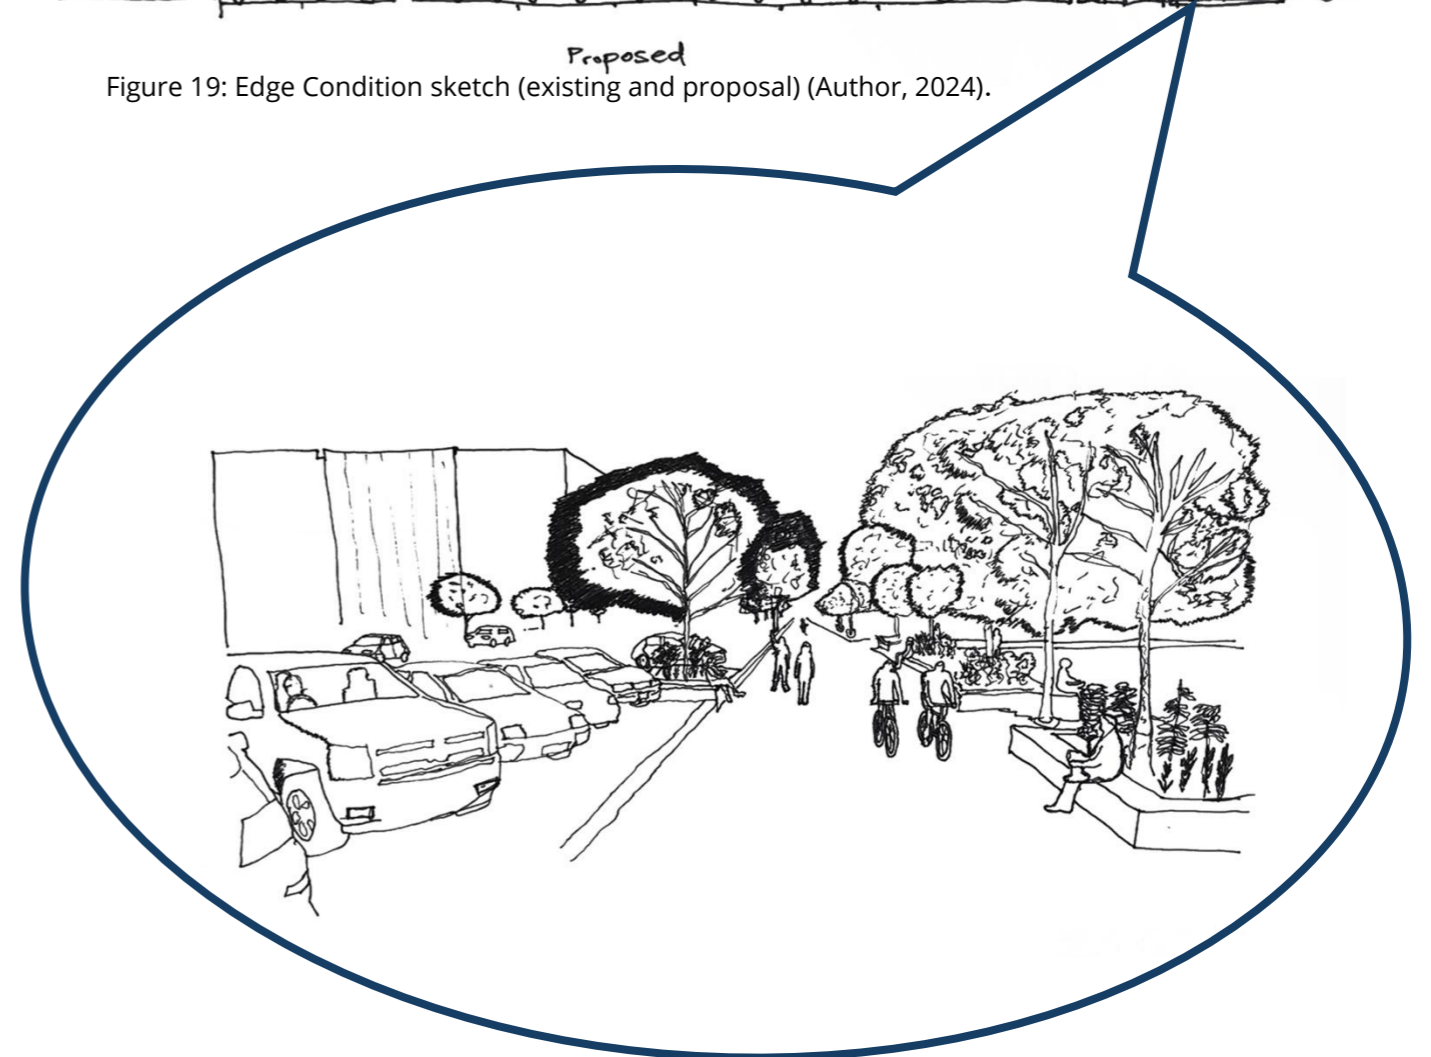 Proposed
Figure 19: Edge Condition sketch (existing and proposal) (Author, 2024).